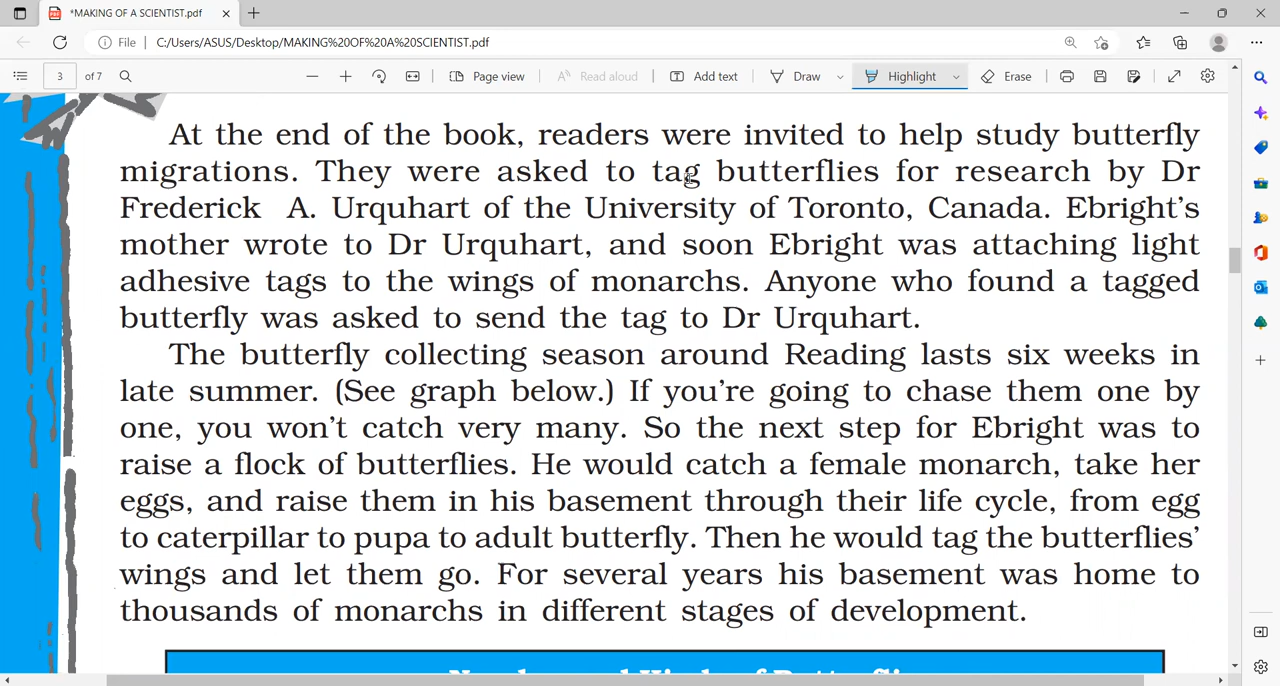 *MAKING OF A SCIENTIST.pdf
File C:/Users/ASUS/Desktop/MAKING%20OF%20A%20SCIENTIST.pdf
3 of 7 Page view Read aloud Add text Draw Highlight Erase
At the end of the book, readers were invited to help study butterfly
migrations. They were asked to tag butterflies for research by Dr
Frederick A. Urquhart of the University of Toronto, Canada. Ebright's
mother wrote to Dr Urquhart, and soon Ebright was attaching light
adhesive tags to the wings of monarchs. Anyone who found a tagged
butterfly was asked to send the tag to Dr Urquhart.
The butterfly collecting season around Reading lasts six weeks in
late summer. (See graph below.) If you're going to chase them one by
one, you won't catch very many. So the next step for Ebright was to
raise a flock of butterflies. He would catch a female monarch, take her
eggs, and raise them in his basement through their life cycle, from egg
to caterpillar to pupa to adult butterfly. Then he would tag the butterflies'
wings and let them go. For several years his basement was home to
thousands of monarchs in different stages of development.